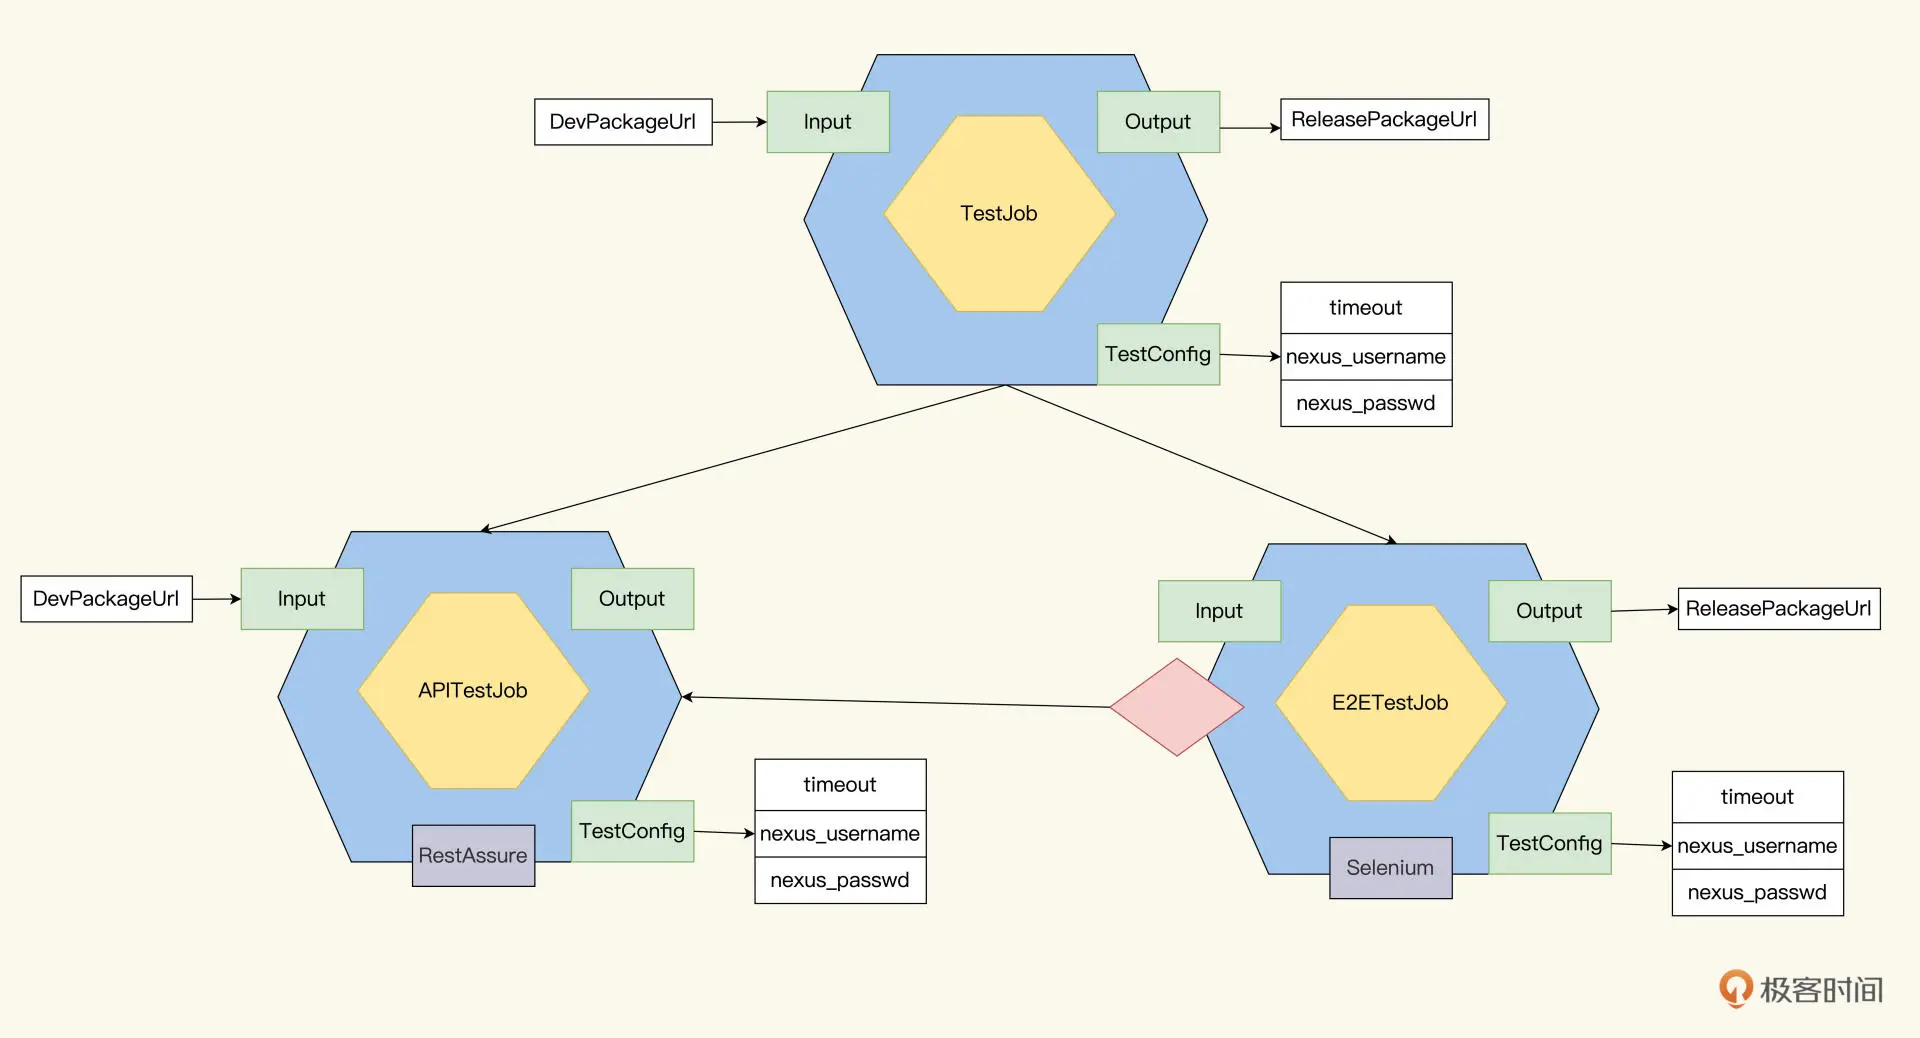 DevPackageUrl
Input
Output
ReleasePackageUrl
TestJob
TestConfig
timeout
nexus_username
nexus_passwd
DevPackageUrl
Input
Output
APITestJob
RestAssure
TestConfig
timeout
nexus_username
nexus_passwd
Input
Output
ReleasePackageUrl
E2ETestJob
Selenium
TestConfig
timeout
nexus_username
nexus_passwd
极客时间